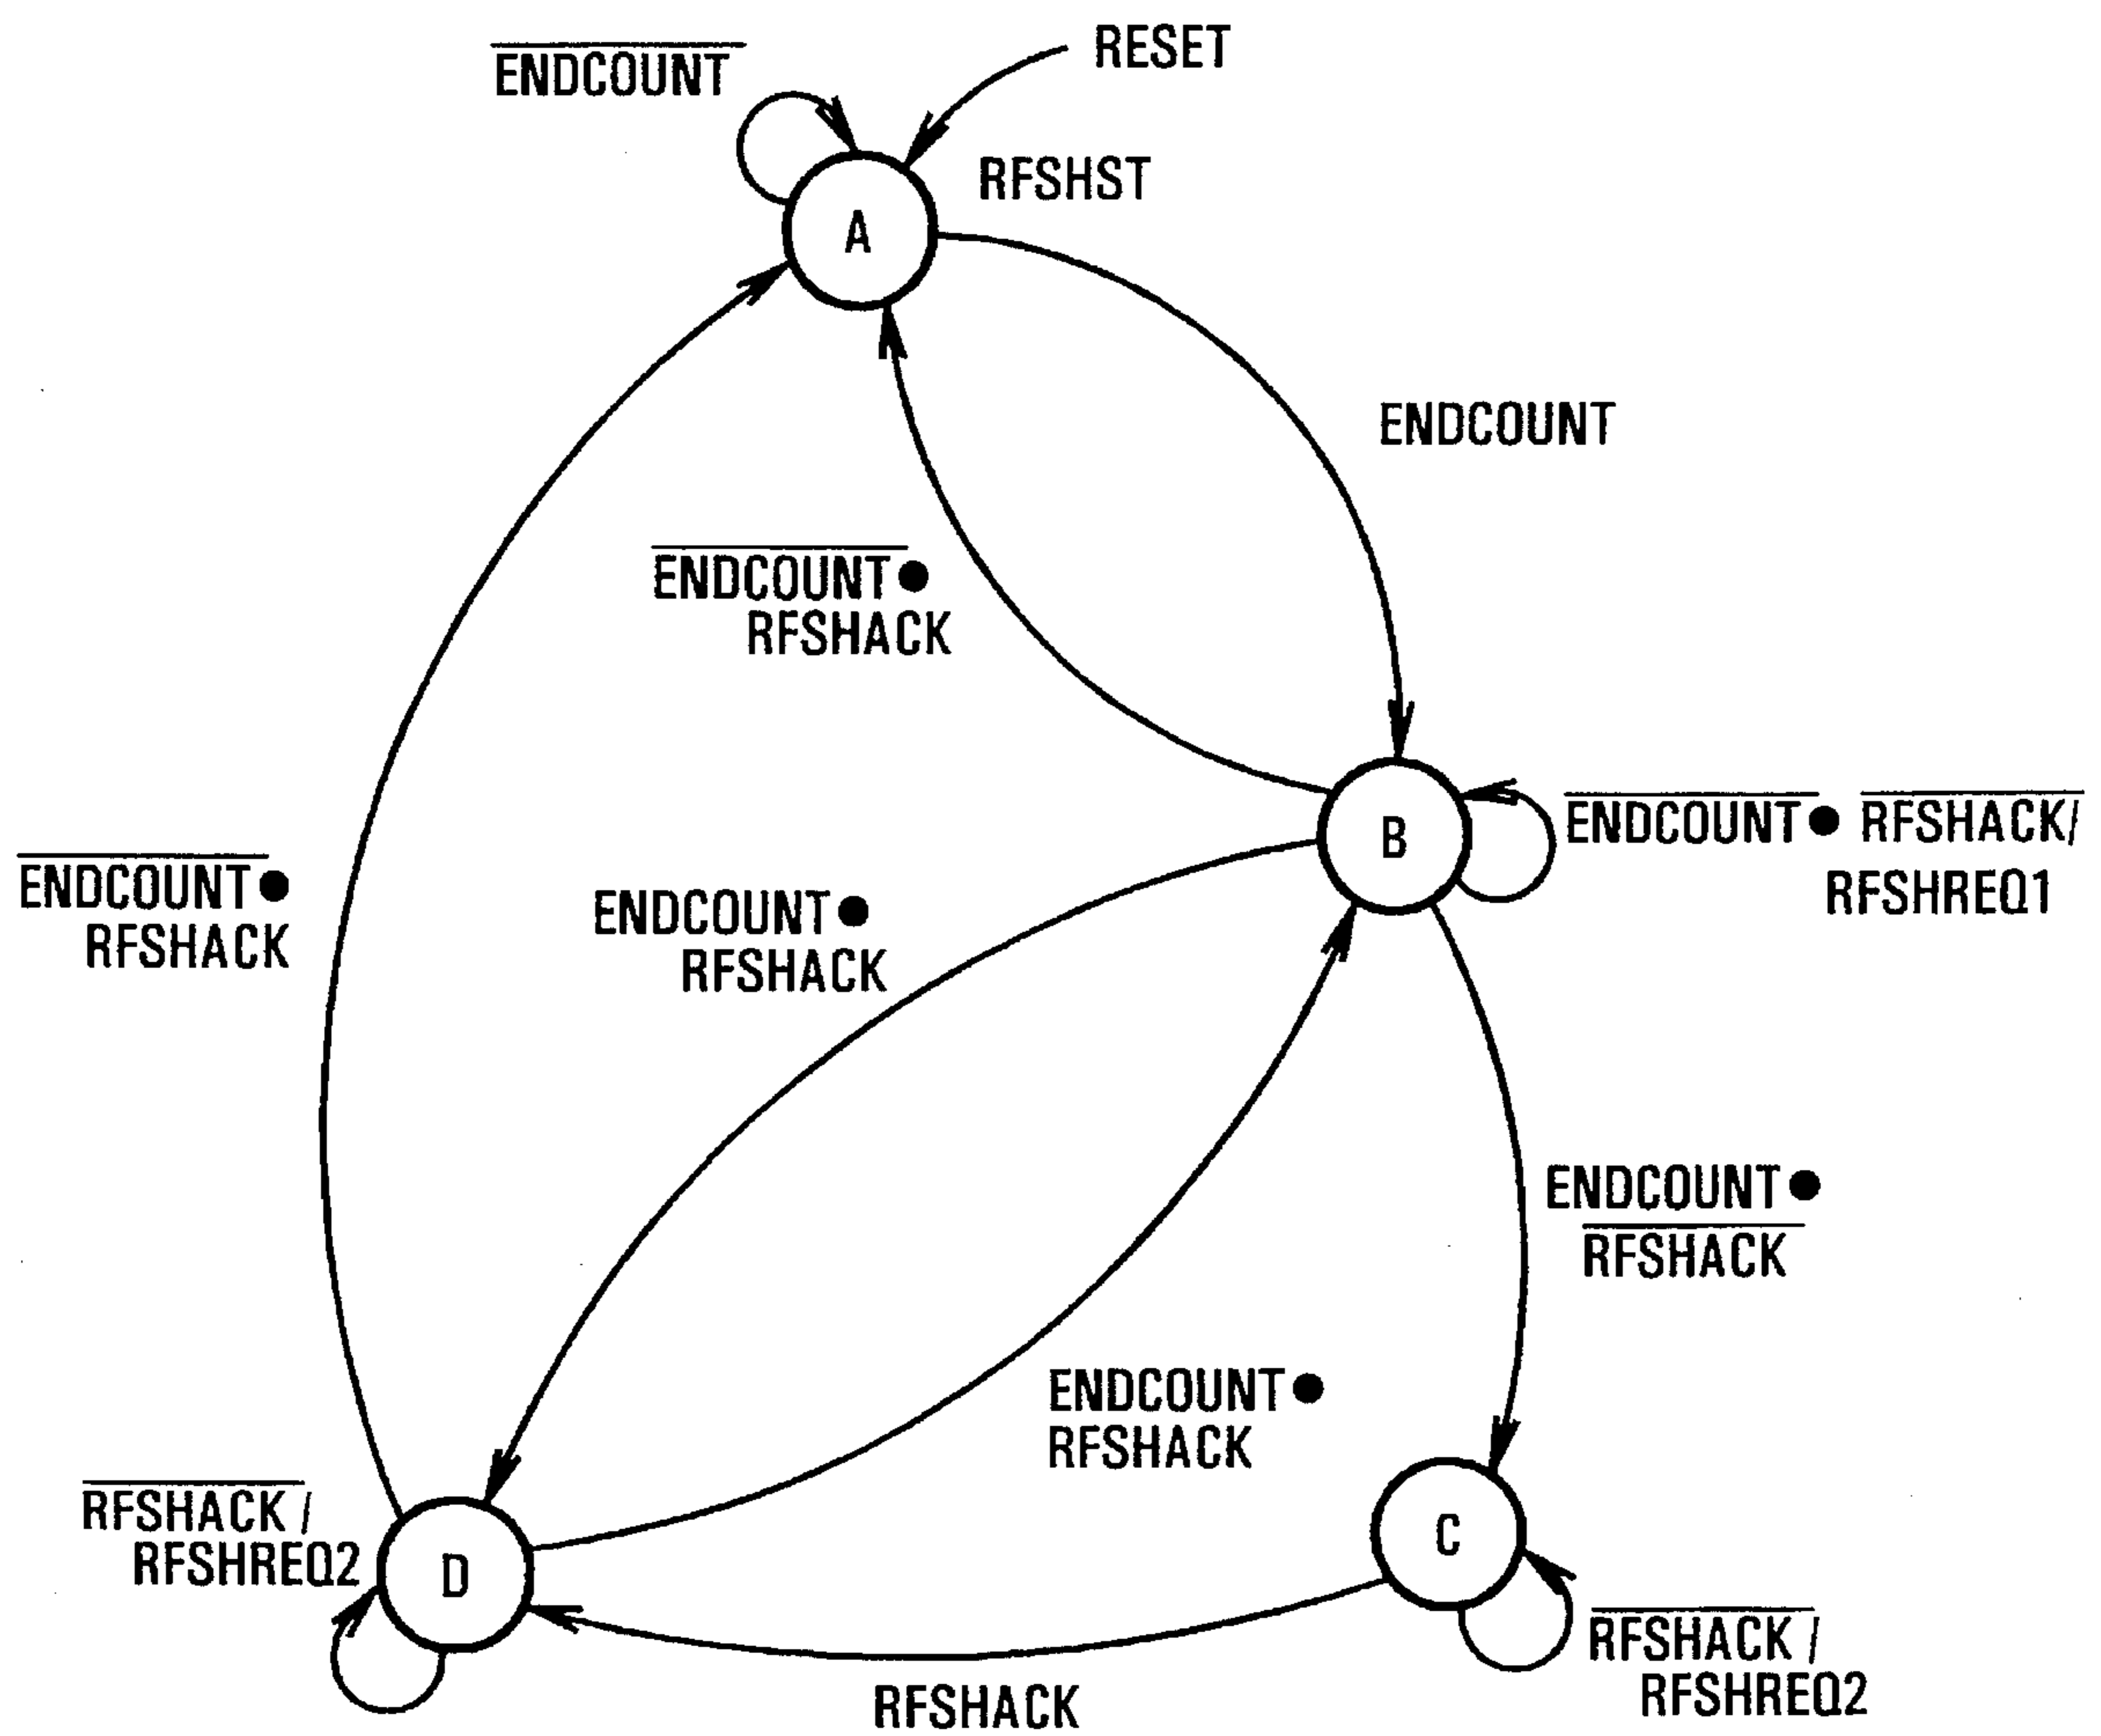 RESET
ENDCOUNT
RFSHST
A
ENDCOUNT
ENDCOUNT●
RFSHACK
B
ENDCOUNT● RFSHACK/
RFSHREQ1
ENDCOUNT●
RFSHACK
ENDCOUNT●
RFSHACK
ENDCOUNT●
RFSHACK
ENDCOUNT●
RFSHACK
RFSHACK/
RFSHREQ2
D
C
RFSHACK/
RFSHREQ2
RFSHACK